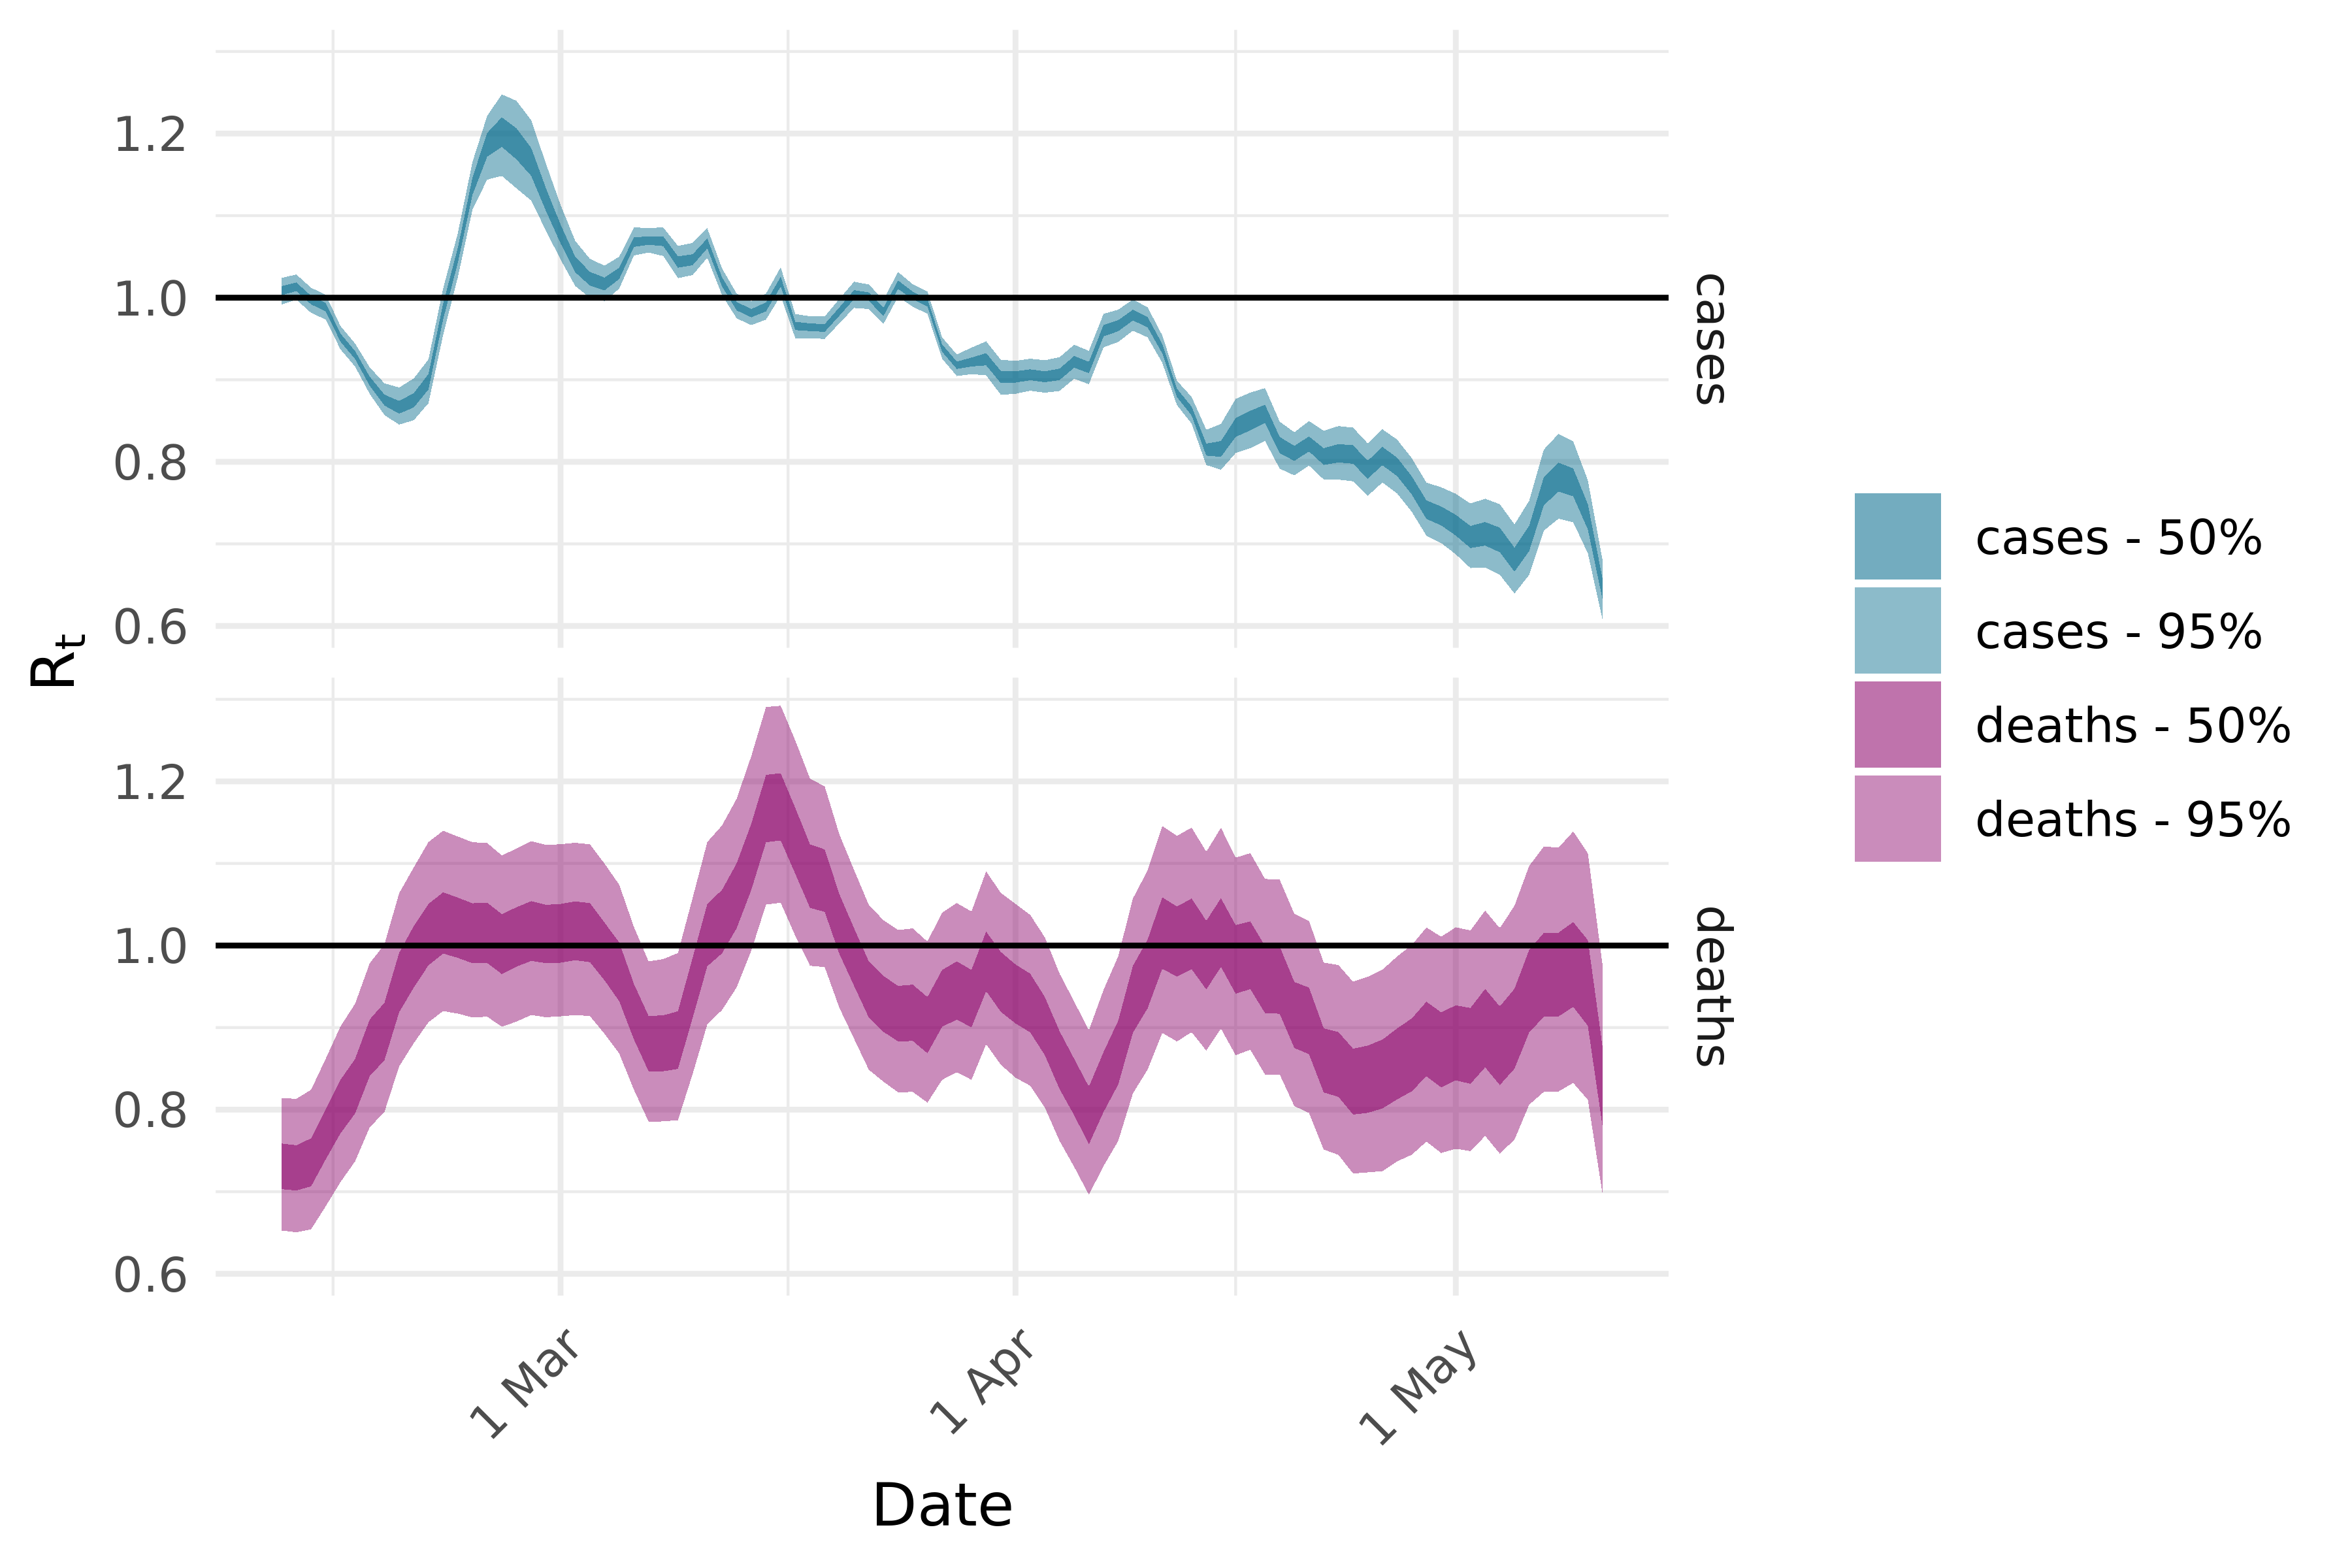 1.2
1.0
0.8
0.6
cases
Rt
1.2
1.0
0.8
0.6
deaths
1 Mar
1 Apr
1 May
Date
cases - 50%
cases - 95%
deaths - 50%
deaths - 95%